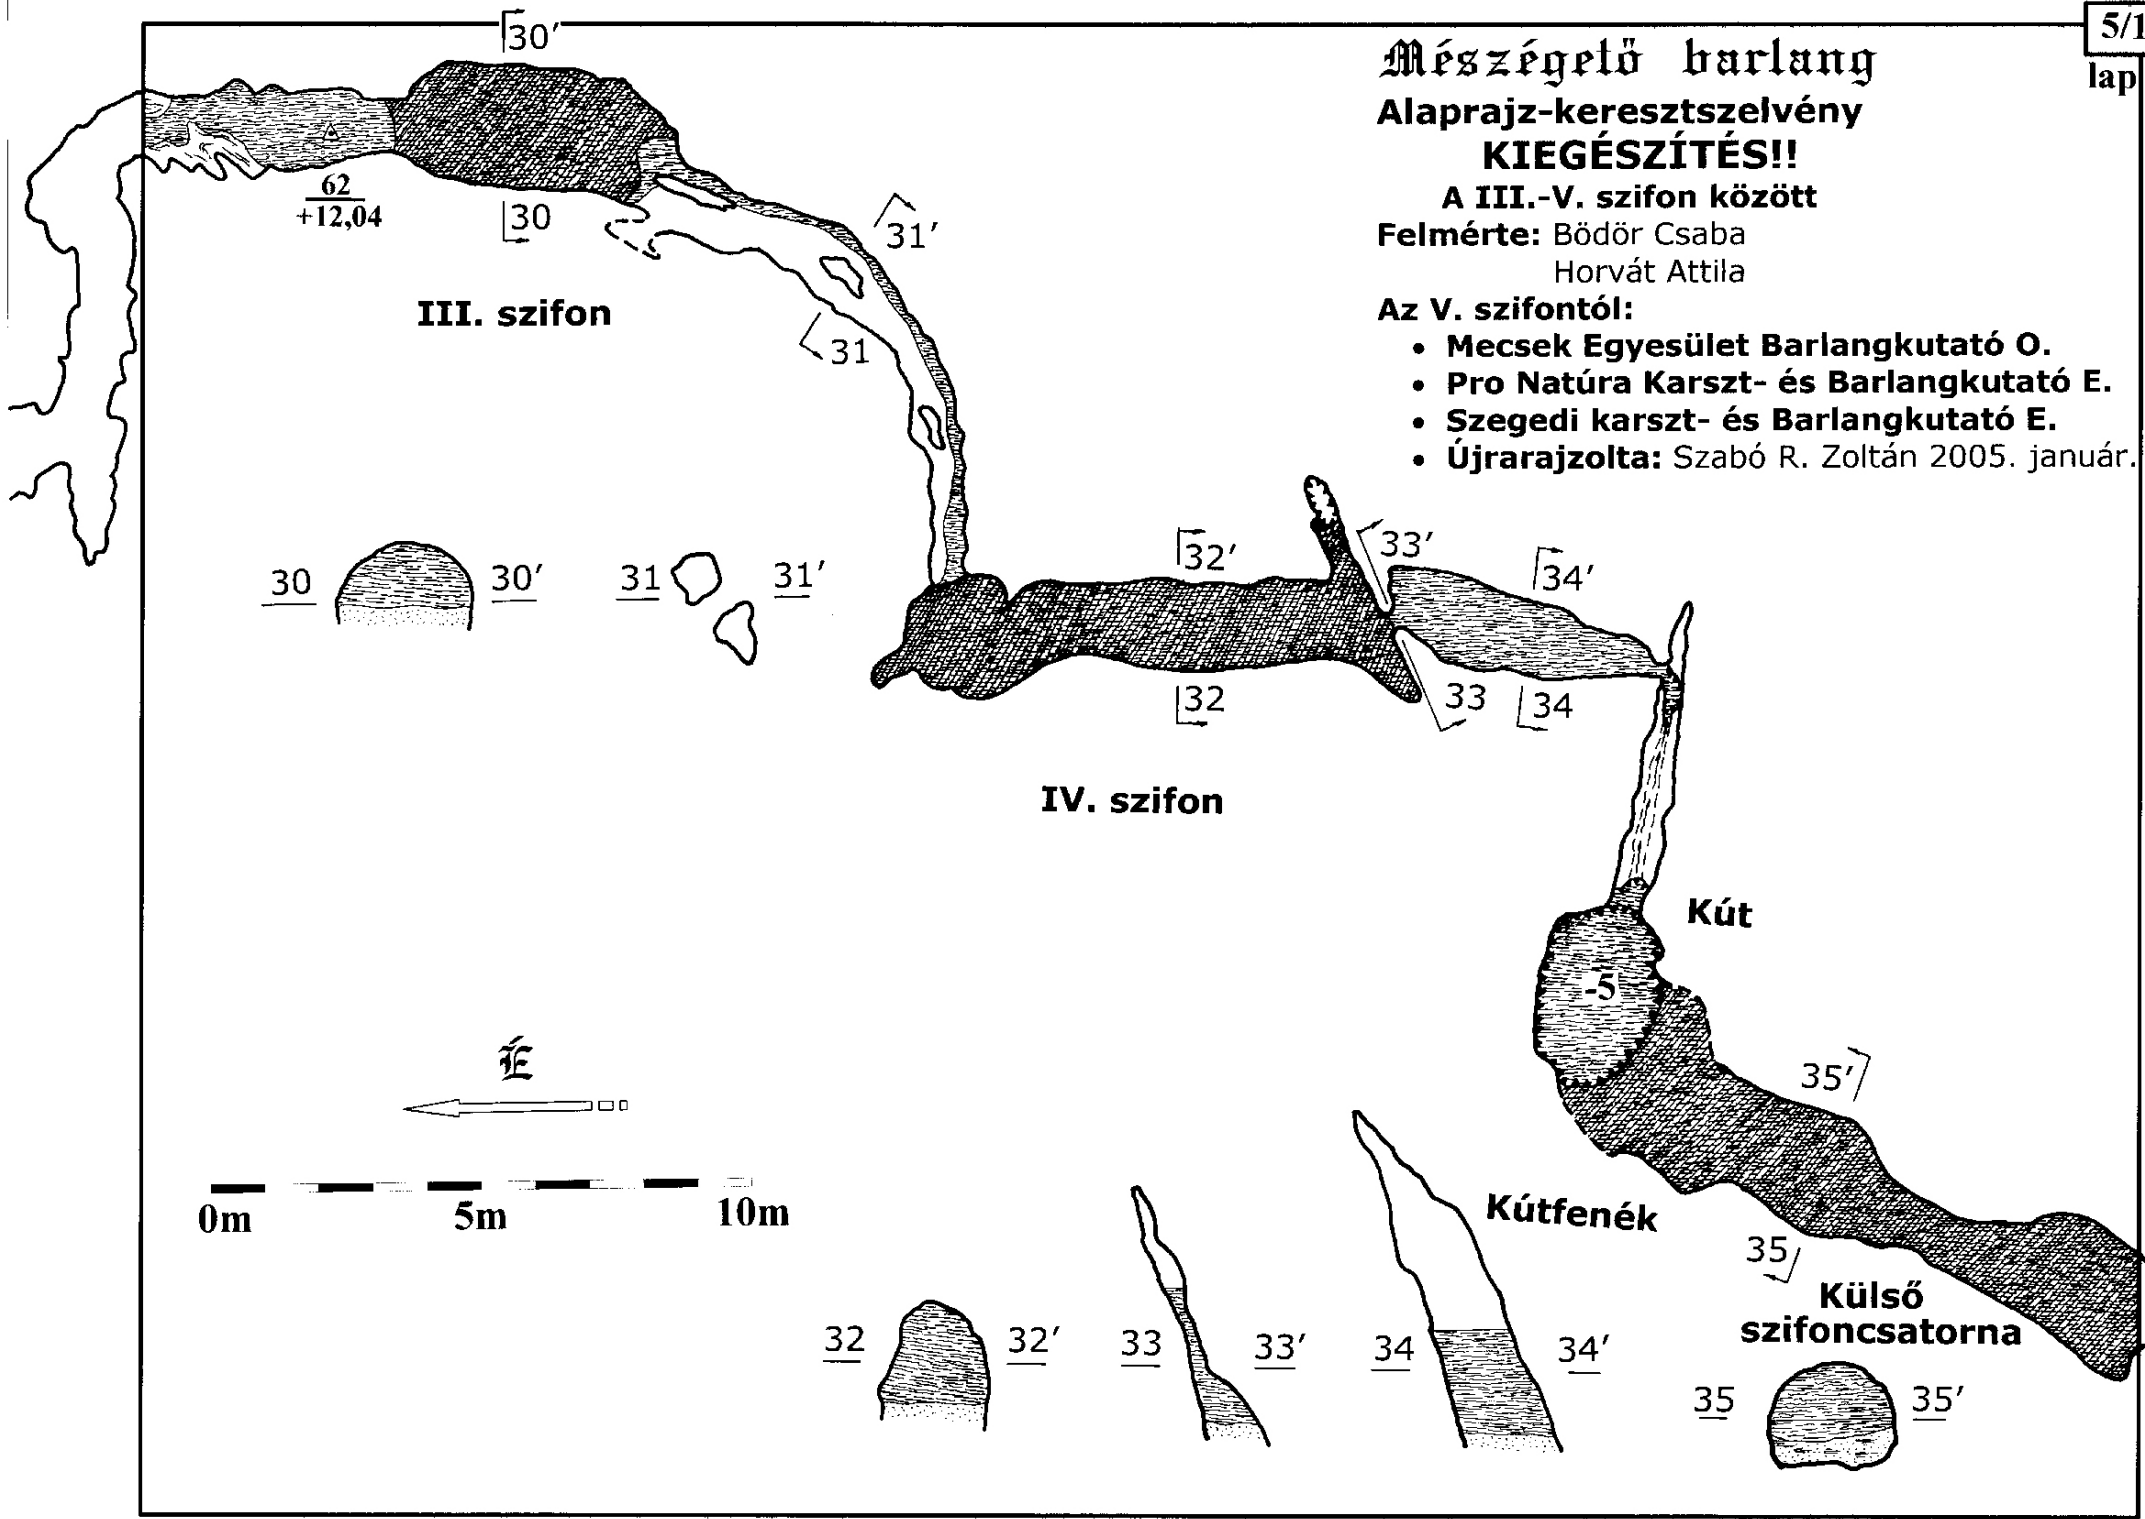 5/1
lap
Mészégető barlang
Alaprajz-keresztszelvény
KIEGÉSZÍTÉS!!
A III.-V. szifon között
Felmérte: Bödör Csaba
Horvát Attila
Az V. szifontól:
• Mecsek Egyesület Barlangkutató O.
• Pro Natúra Karszt- és Barlangkutató E.
• Szegedi karszt- és Barlangkutató E.
• Újrarajzolta: Szabó R. Zoltán 2005. január.
30′
62
+12,04
30
31′
III. szifon
31
30 30′ 31 31′
32′ 33′ 34′
32 33 34
IV. szifon
Kút
-5
É
35′
0m 5m 10m
Kútfenék
35
Külső
szifoncsatorna
32 32′ 33 33′ 34 34′
35 35′